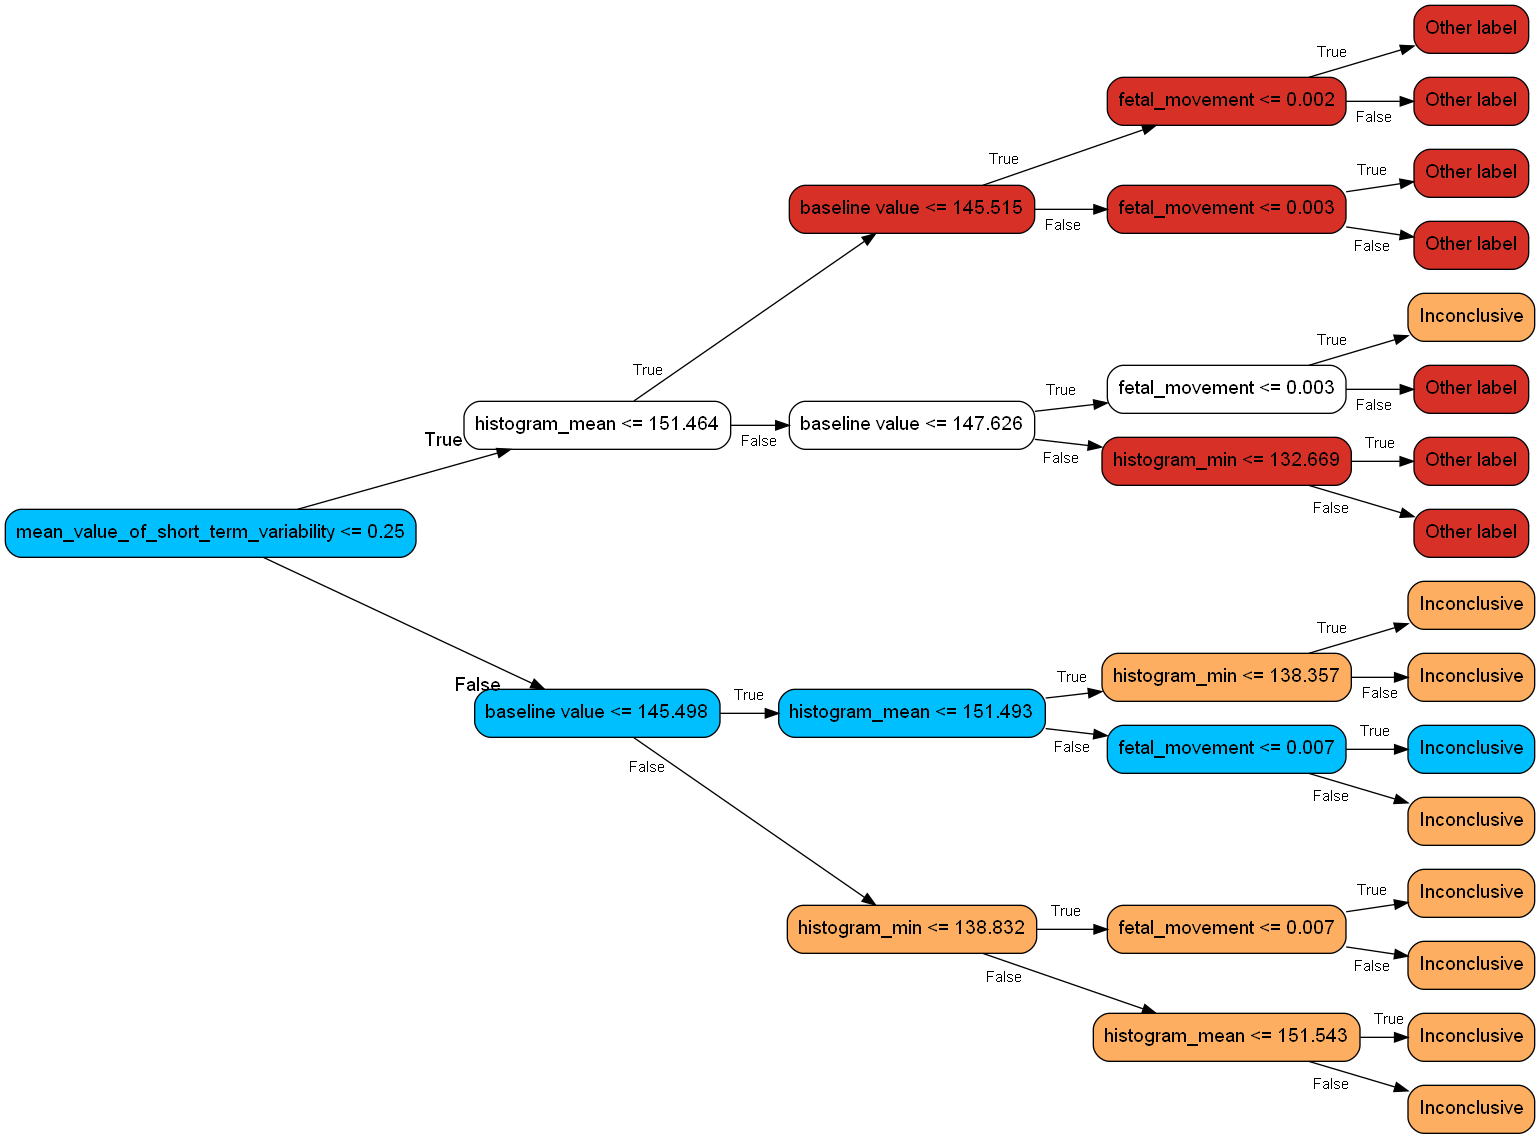 Other label
True
fetal_movement <= 0.002
Other label
False
True
Other label
True
baseline value <= 145.515
fetal_movement <= 0.003
False
Other label
False
Inconclusive
True
True
fetal_movement <= 0.003
Other label
True
False
histogram_mean <= 151.464
baseline value <= 147.626
True
False
False
histogram_min <= 132.669
True
Other label
False
Other label
mean_value_of_short_term_variability <= 0.25
Inconclusive
True
histogram_min <= 138.357
Inconclusive
True
False
False
baseline value <= 145.498
True
histogram_mean <= 151.493
False
fetal_movement <= 0.007
True
Inconclusive
False
False
Inconclusive
True
Inconclusive
histogram_min <= 138.832
True
fetal_movement <= 0.007
False
Inconclusive
False
histogram_mean <= 151.543
True
Inconclusive
False
Inconclusive